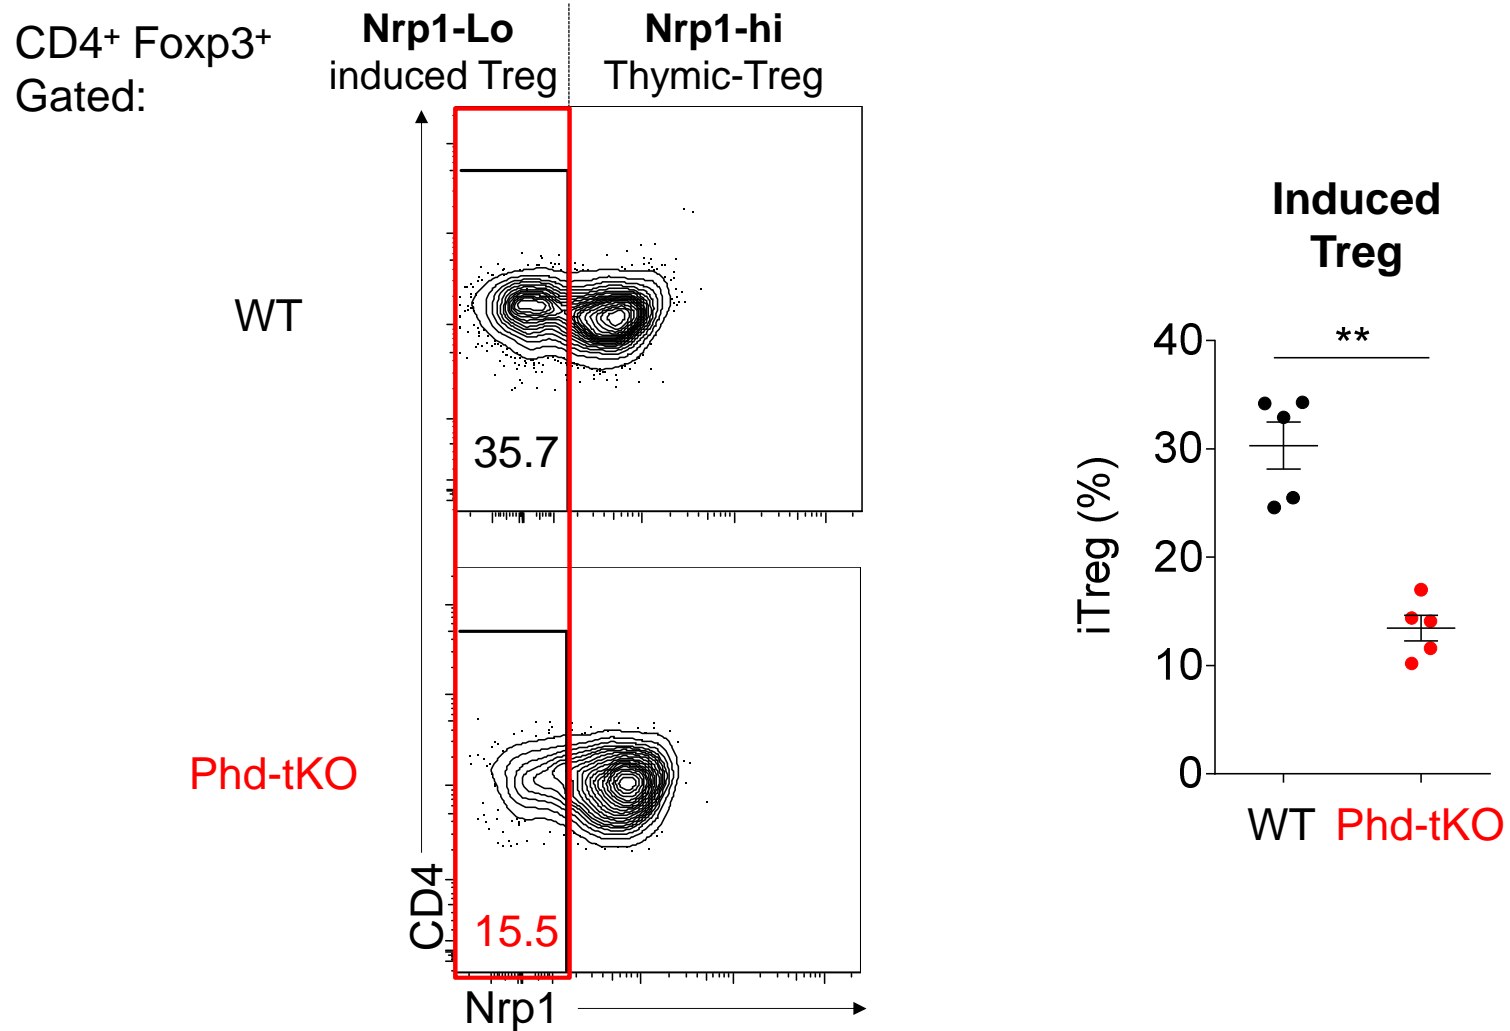 CD4⁺ Foxp3⁺
Gated:
Nrp1-Lo
induced Treg
Nrp1-hi
Thymic-Treg
WT
35.7
Phd-tKO
15.5
CD4
Nrp1
Induced
Treg
**
iTreg (%)
40
30
20
10
0
WT
Phd-tKO